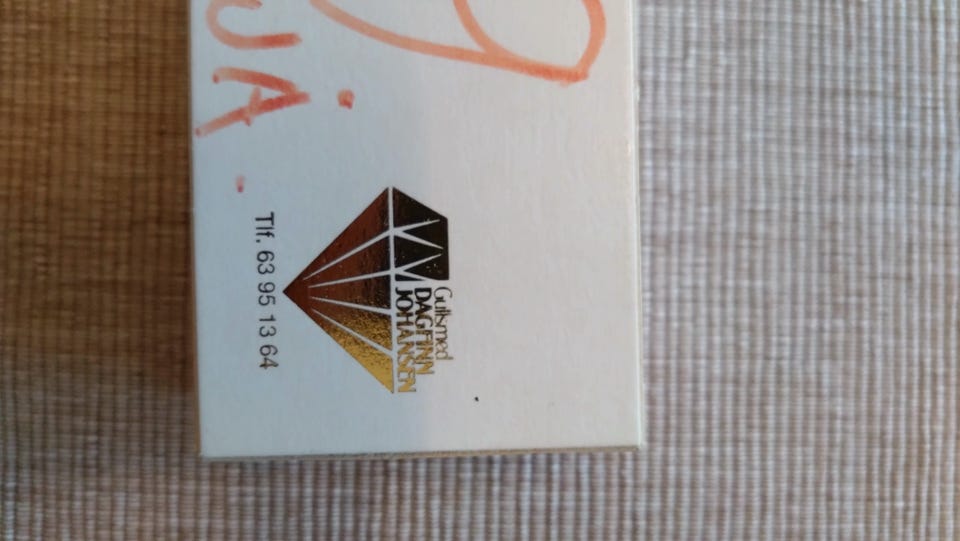 Gullsmed
DAGFINN
JOHANSEN
Tlf. 63 95 13 64